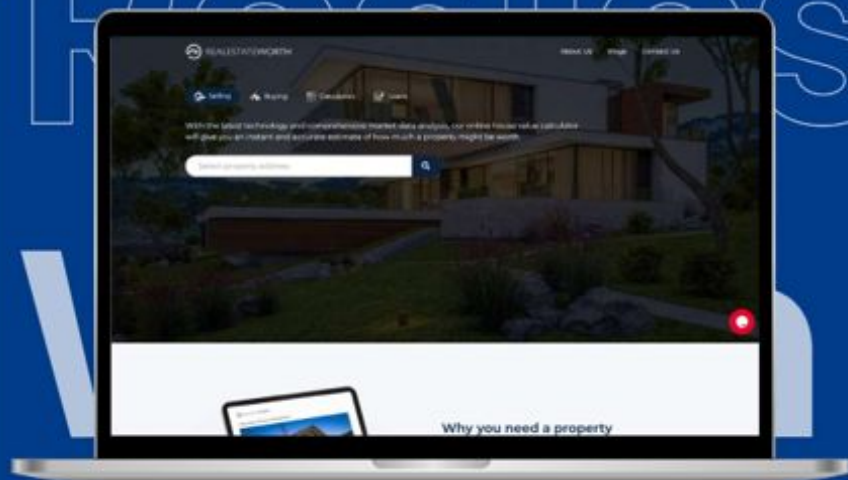 REALESTATEWORTH
About Us Blogs Contact Us
Selling Buying Calculators Loans
With the latest technology and comprehensive market data analysis, our online house value calculator
will give you an instant and accurate estimate of how much a property might be worth.
Select property address
Why you need a property